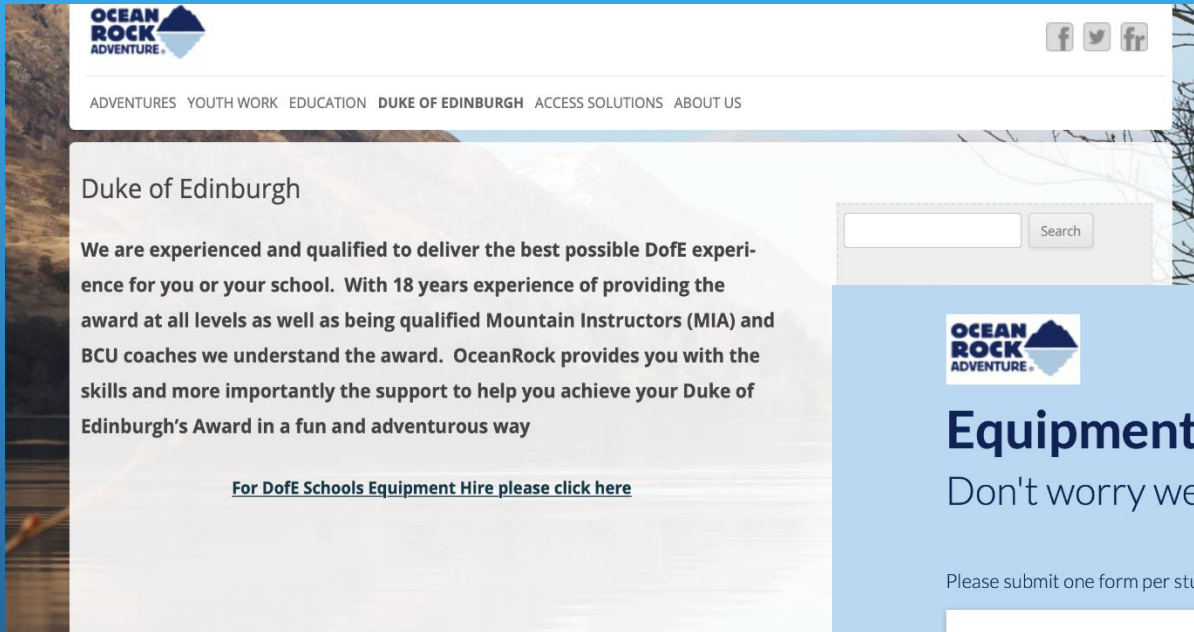 OCEAN
ROCK
ADVENTURE
ADVENTURES YOUTH WORK EDUCATION DUKE OF EDINBURGH ACCESS SOLUTIONS ABOUT US
Duke of Edinburgh
We are experienced and qualified to deliver the best possible DofE experi-
ence for you or your school. With 18 years experience of providing the
award at all levels as well as being qualified Mountain Instructors (MIA) and
BCU coaches we understand the award. OceanRock provides you with the
skills and more importantly the support to help you achieve your Duke of
Edinburgh's Award in a fun and adventurous way
For DofE Schools Equipment Hire please click here
Search
OCEAN
ROCK
ADVENTURE
Equipment
Don't worry we
Please submit one form per stu